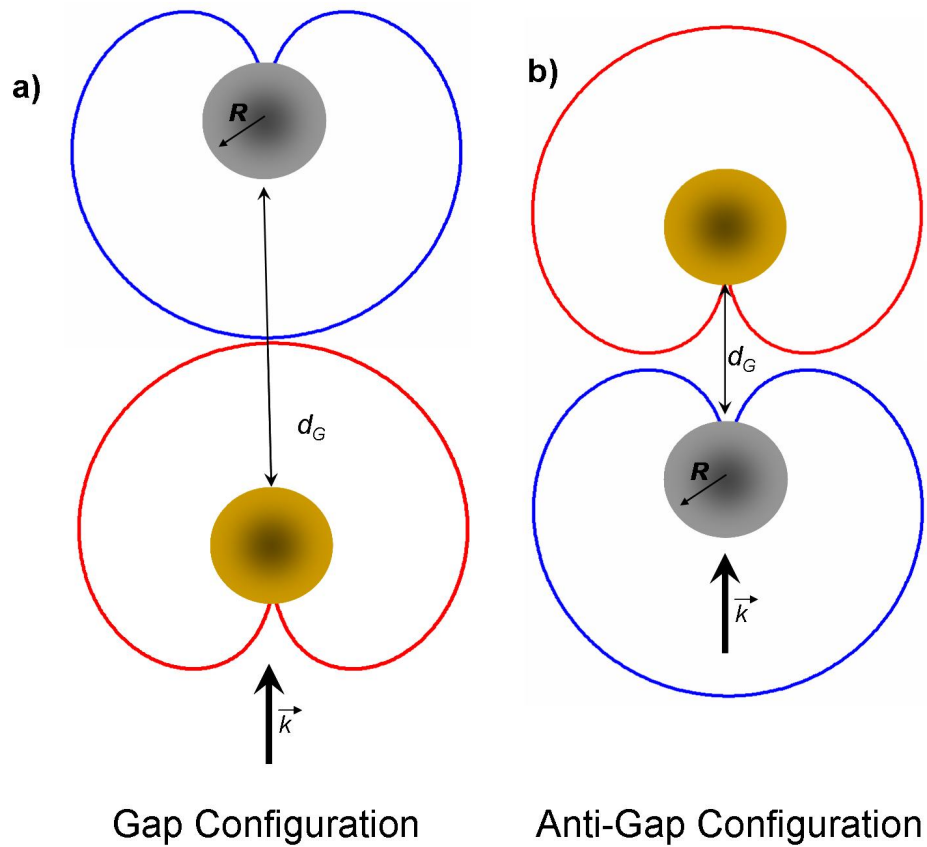 a)
R
d_G
k
Gap Configuration
b)
d_G
R
k
Anti-Gap Configuration